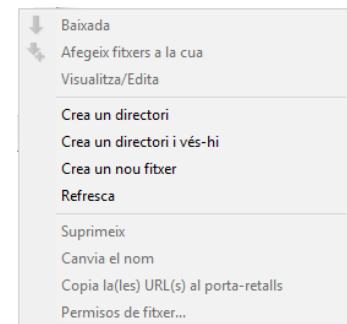 Baixada
Afegeix fitxers a la cua
Visualitza/Edita
Crea un directori
Crea un directori i vés-hi
Crea un nou fitxer
Refresca
Suprimeix
Canvia el nom
Copia la(les) URL(s) al porta-retalls
Permisos de fitxer...